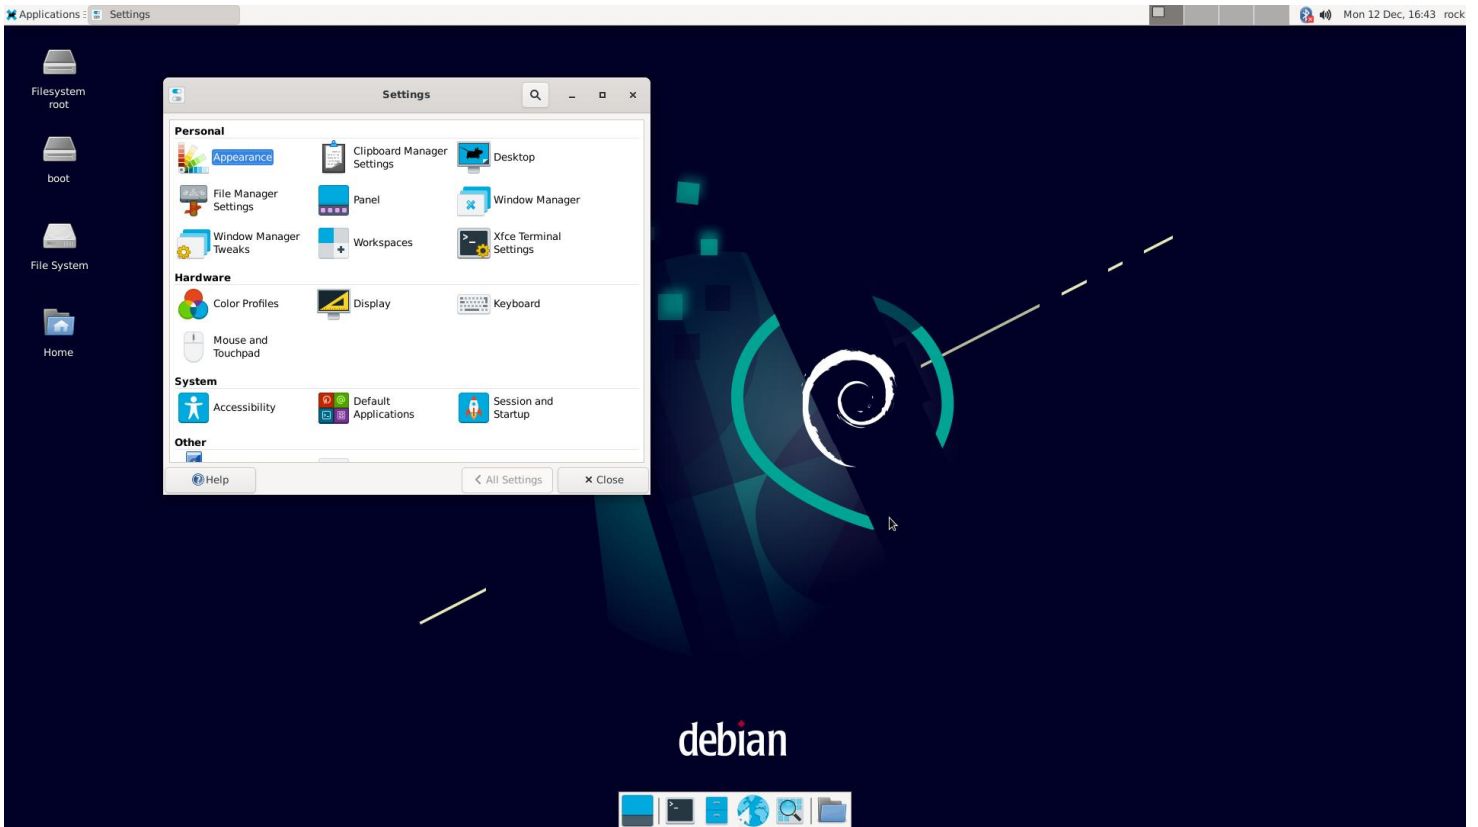 Applications
Settings
Mon 12 Dec, 16:43
rock
Filesystem
root
boot
File System
Home
Settings
Personal
Appearance
Clipboard Manager
Settings
Desktop
File Manager
Settings
Panel
Window Manager
Window Manager
Tweaks
Workspaces
Xfce Terminal
Settings
Hardware
Color Profiles
Display
Keyboard
Mouse and
Touchpad
System
Accessibility
Default
Applications
Session and
Startup
Other
Help
All Settings
Close
debian